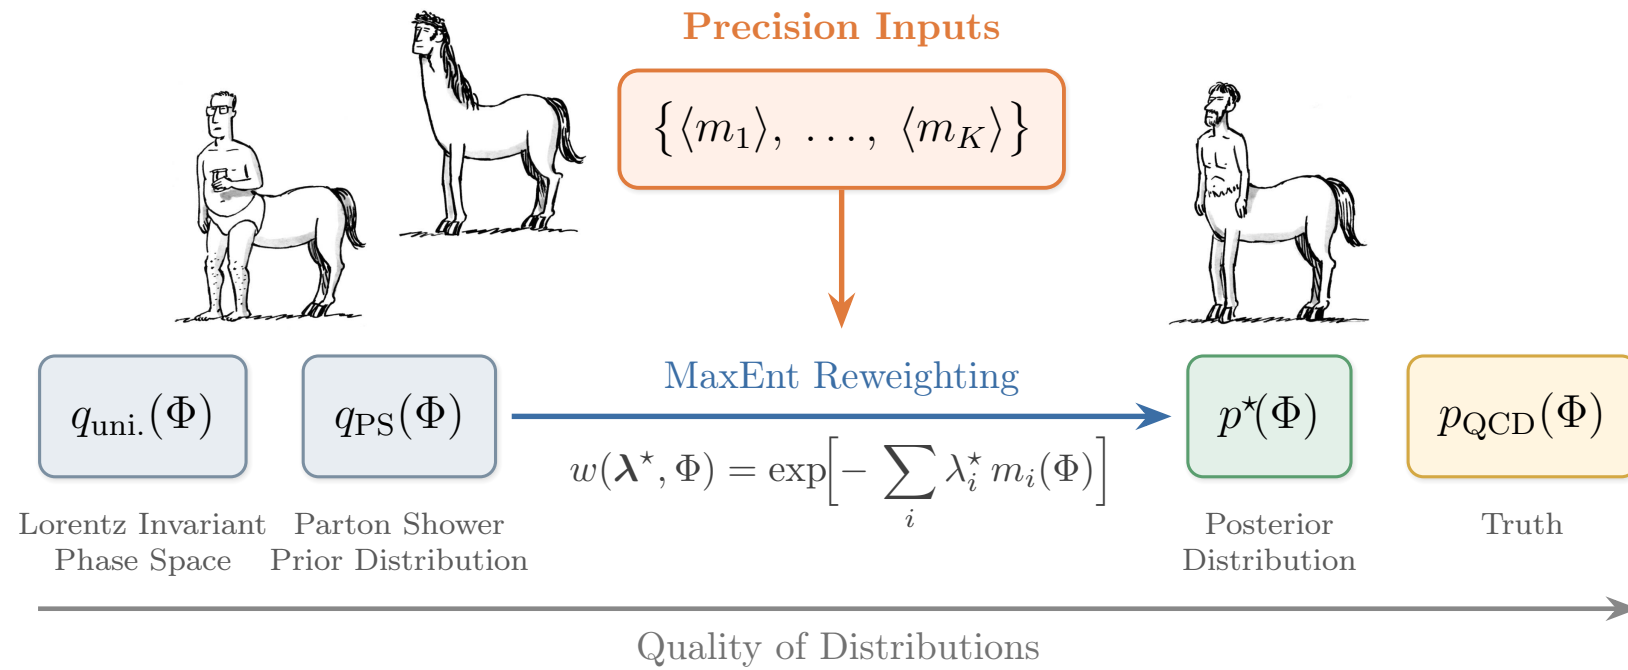 Precision Inputs
{⟨m₁⟩, …, ⟨m_K⟩}
MaxEnt Reweighting
q_uni.(Φ)
q_PS(Φ)
p⋆(Φ)
p_QCD(Φ)
w(λ⋆, Φ) = exp[− ∑_i λ_i⋆ m_i(Φ)]
Lorentz Invariant
Phase Space
Parton Shower
Prior Distribution
Posterior
Distribution
Truth
Quality of Distributions